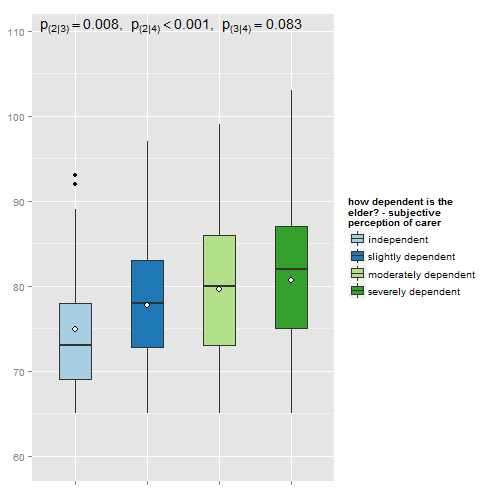 p(2|3) = 0.008, p(2|4) < 0.001, p(3|4) = 0.083
110
100
90
80
70
60
how dependent is the
elder? - subjective
perception of carer
independent
slightly dependent
moderately dependent
severely dependent